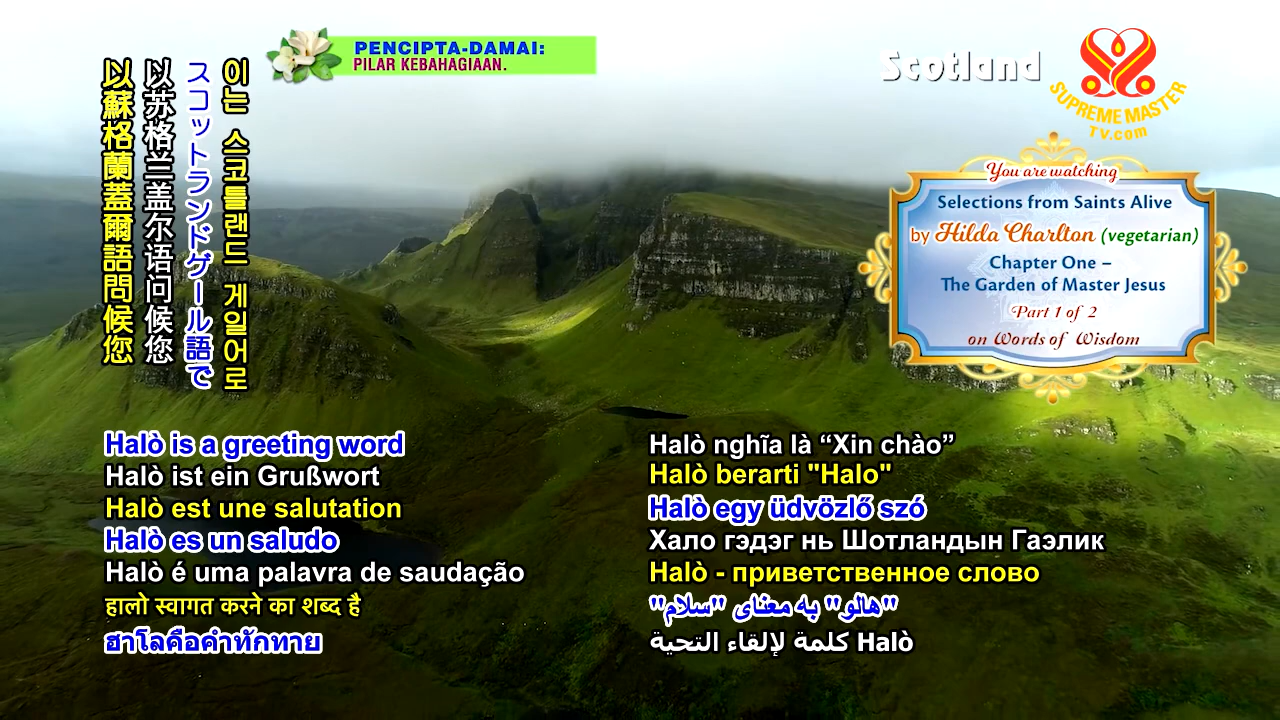 PENCIPTA-DAMAI:
PILAR KEBAHAGIAAN.
Scotland
SUPREME MASTER
TV.com
以蘇格蘭蓋爾語問候您
以苏格兰盖尔语问候您
スコットランドゲール語で
이는 스코틀랜드 게일어로
You are watching
Selections from Saints Alive
by Hilda Charlton (vegetarian)
Chapter One –
The Garden of Master Jesus
Part 1 of 2
on Words of Wisdom
Halò is a greeting word
Halò ist ein Grußwort
Halò est une salutation
Halò es un saludo
Halò é uma palavra de saudação
हालो स्वागत करने का शब्द है
ฮาโลคือคำทักทาย
Halò nghĩa là “Xin chào”
Halò berarti "Halo"
Halò egy üdvözlő szó
Хало гэдэг нь Шотландын Гаэлик
Halò - приветственное слово
"هالو" به معنای "سلام"
Halò كلمة لإلقاء التحية